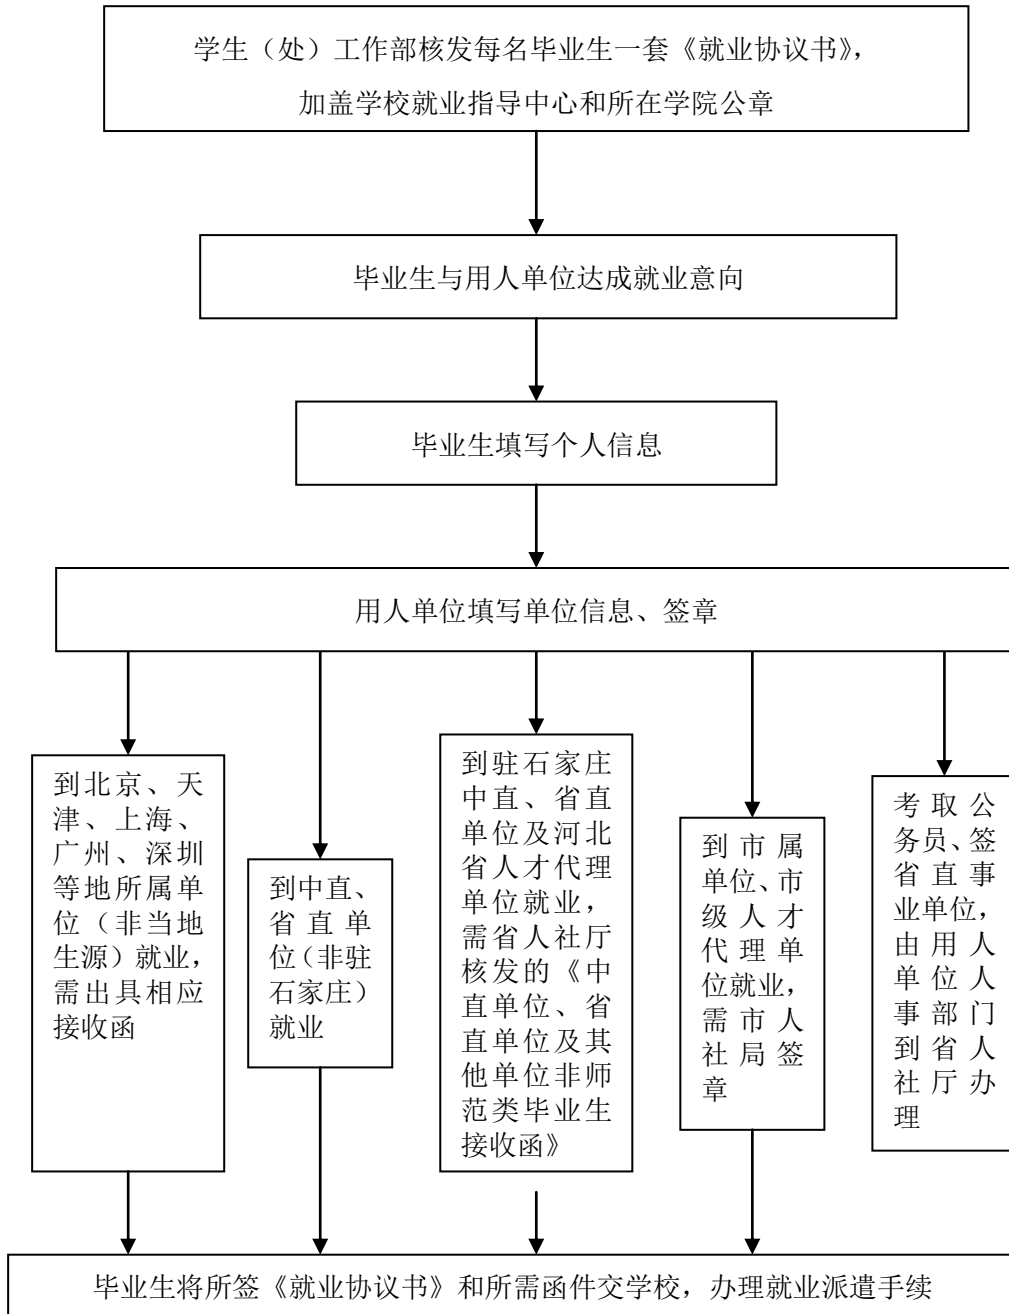 学生（处）工作部核发每名毕业生一套《就业协议书》，
加盖学校就业指导中心和所在学院公章
毕业生与用人单位达成就业意向
毕业生填写个人信息
用人单位填写单位信息、签章
到北京、天
津、上海、
广州、深圳
等地所属单
位（非当地
生源）就业，
需出具相应
接收函
到中直、
省直单
位（非驻
石家庄）
就业
到驻石家庄
中直、省直
单位及河北
省人才代理
单位就业，
需省人社厅
核发的《中
直单位、省
直单位及其
他单位非师
范类毕业生
接收函》
到市属
单位、市
级人才
代理单
位就业，
需市人
社局签
章
考取公
务员、签
省直事
业单位，
由用人
单位人
事部门
到省人
社厅办
理
毕业生将所签《就业协议书》和所需函件交学校，办理就业派遣手续